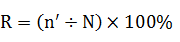 R = (n′ ÷ N) × 100%